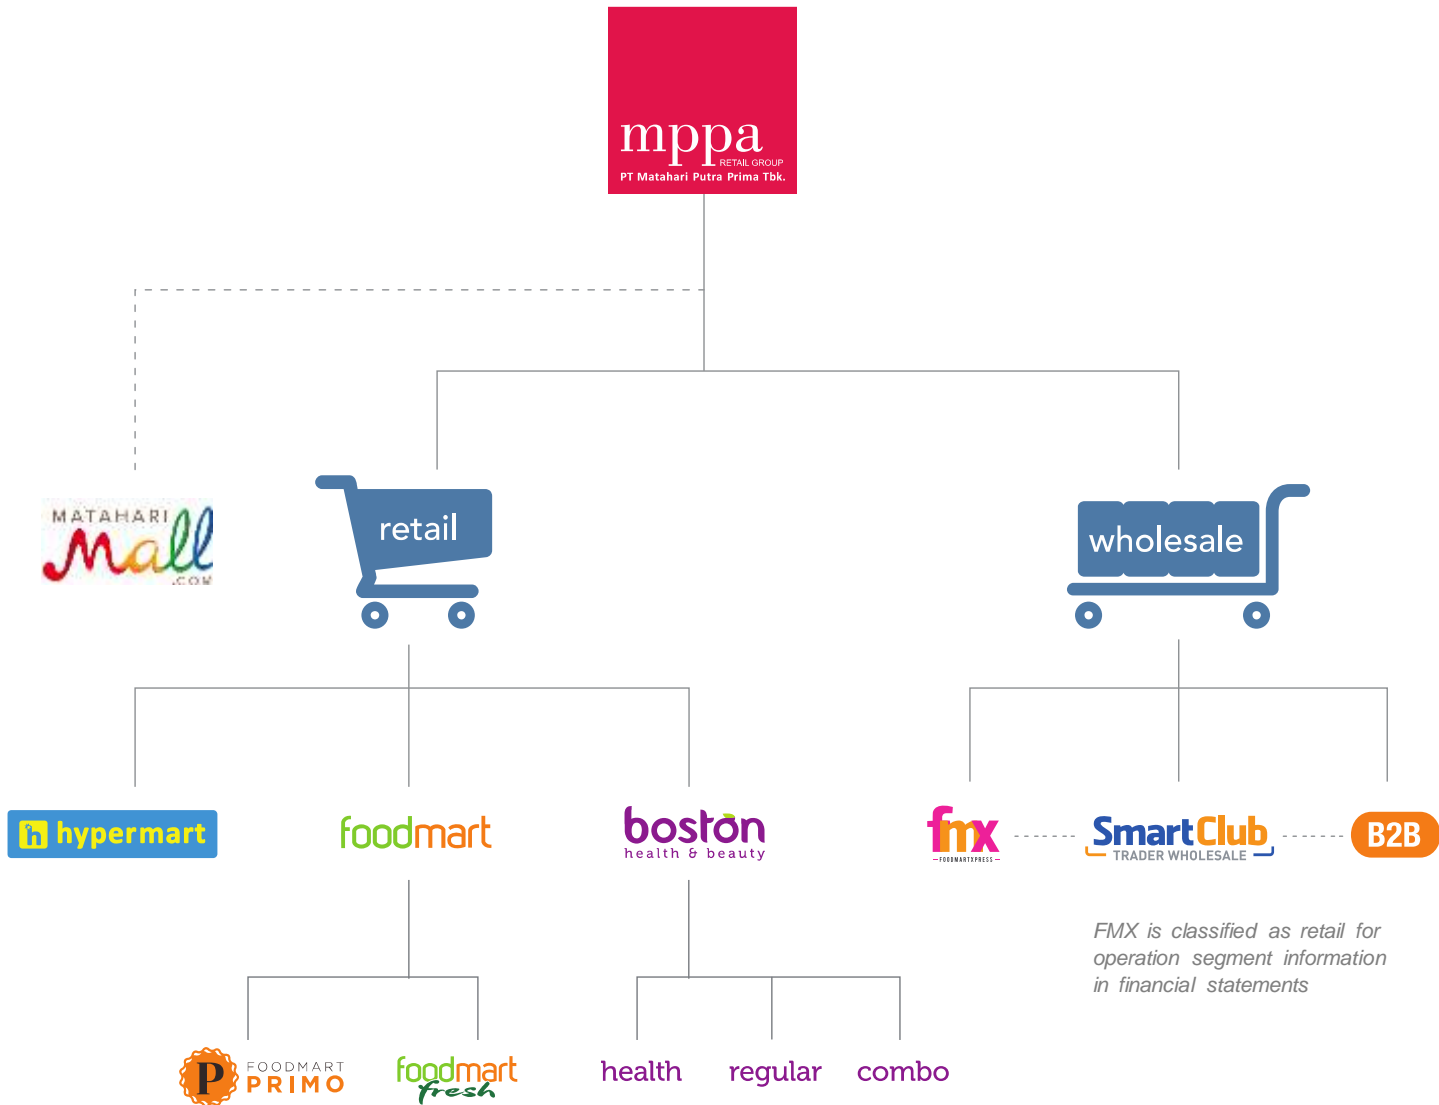 mppa
RETAIL GROUP
PT Matahari Putra Prima Tbk.
MATAHARI
Mall
.COM
retail
wholesale
h hypermart
foodmart
boston
health & beauty
fmx
FOODMARTXPRESS
SmartClub
TRADER WHOLESALE
B2B
FMX is classified as retail for
operation segment information
in financial statements
P FOODMART
PRIMO
foodmart
fresh
health
regular
combo